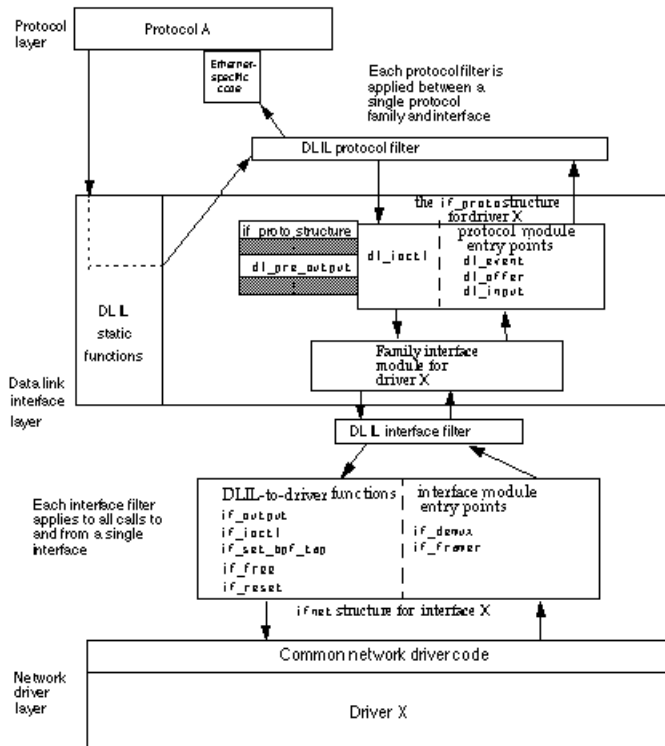 Protocol
layer
Protocol A
Ethernet-
specific
code
Each protocol filter is
applied between a
single protocol
family and interface
DLIL protocol filter
the if_proto structure
for driver X
if_proto structure
:
dl_pre_output
:
dl_ioctl
protocol module
entry points
dl_event
dl_offer
dl_input
DLIL
static
functions
Family interface
module for
driver X
Data link
interface
layer
DLIL interface filter
Each interface filter
applies to all calls to
and from a single
interface
DLIL-to-driver functions
if_output
if_ioctl
if_set_bpf_tap
if_free
if_reset
interface module
entry points
if_demux
if_framer
ifnet structure for interface X
Common network driver code
Network
driver
layer
Driver X